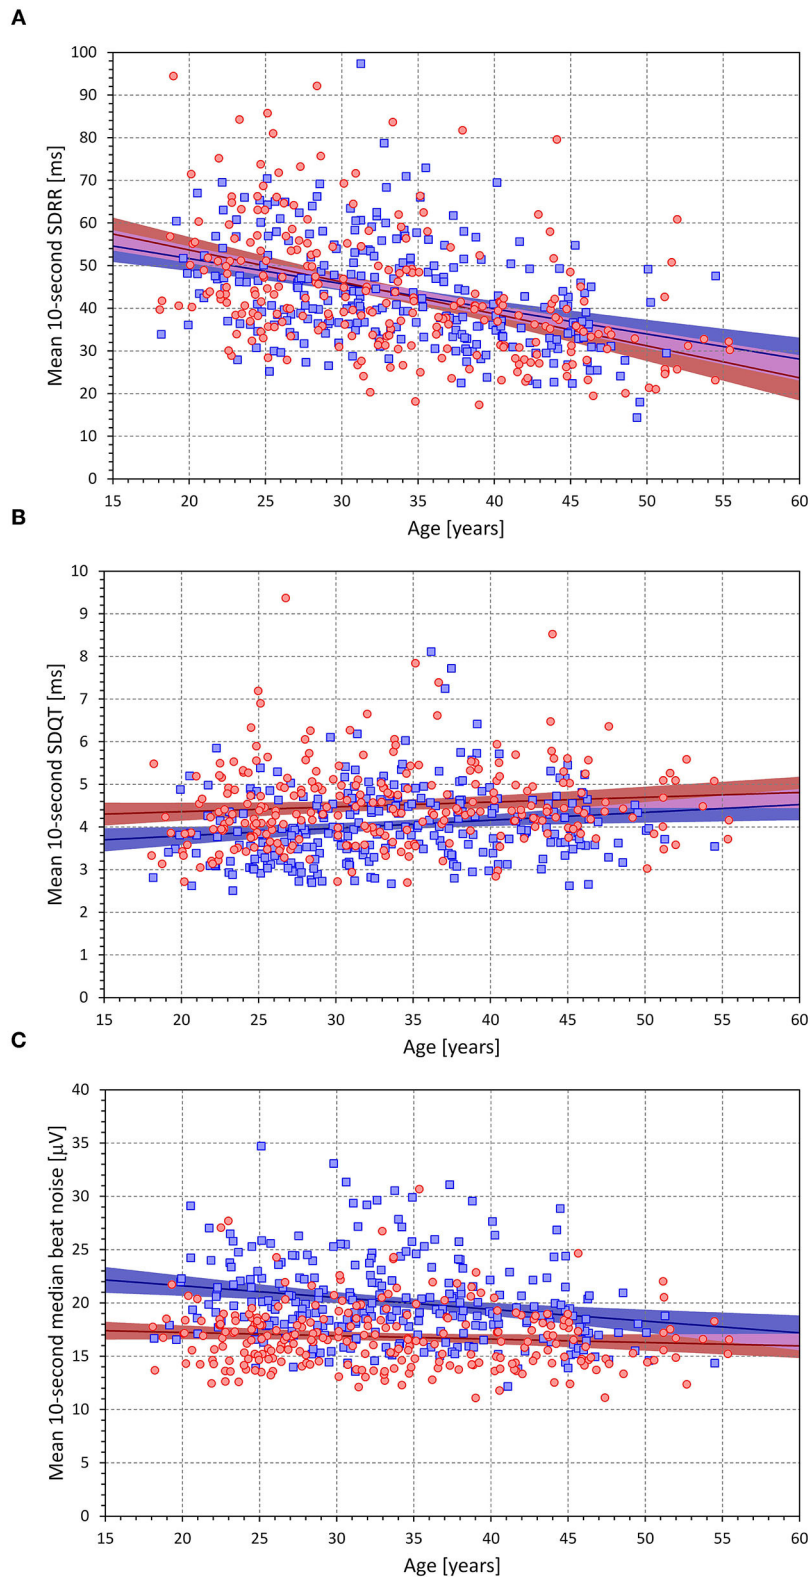 A
100
90
80
70
60
50
40
30
20
10
0
Mean 10-second SDRR [ms]
15 20 25 30 35 40 45 50 55 60
Age [years]
B
10
9
8
7
6
5
4
3
2
1
0
Mean 10-second SDQT [ms]
15 20 25 30 35 40 45 50 55 60
Age [years]
C
40
35
30
25
20
15
10
5
0
Mean 10-second median beat noise [μV]
15 20 25 30 35 40 45 50 55 60
Age [years]